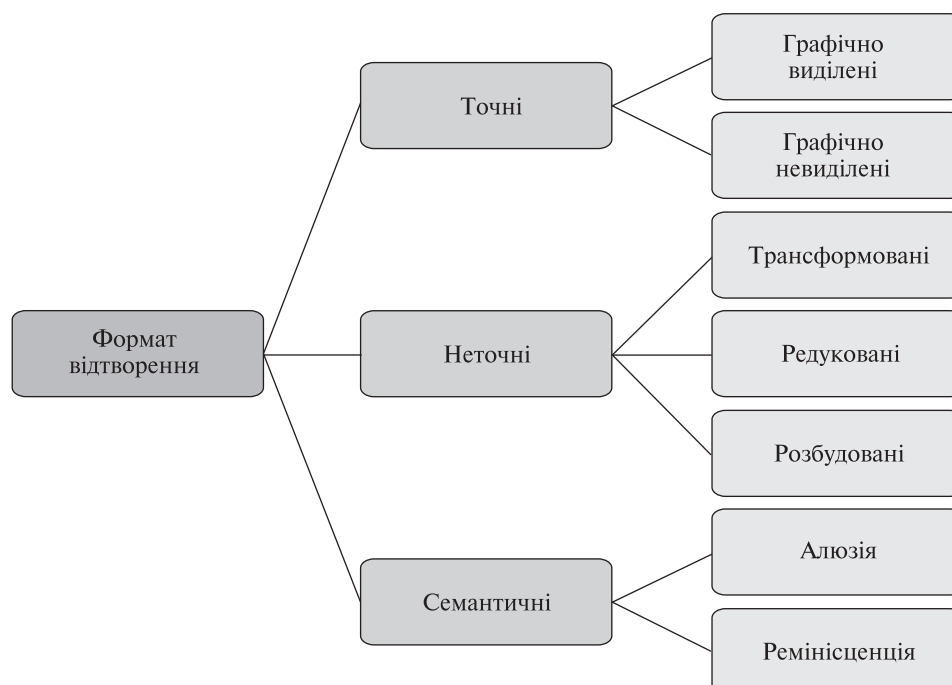 Формат
відтворення
Точні
Графічно
виділені
Графічно
невиділені
Неточні
Трансформовані
Редуковані
Розбудовані
Семантичні
Алюзія
Ремінісценція